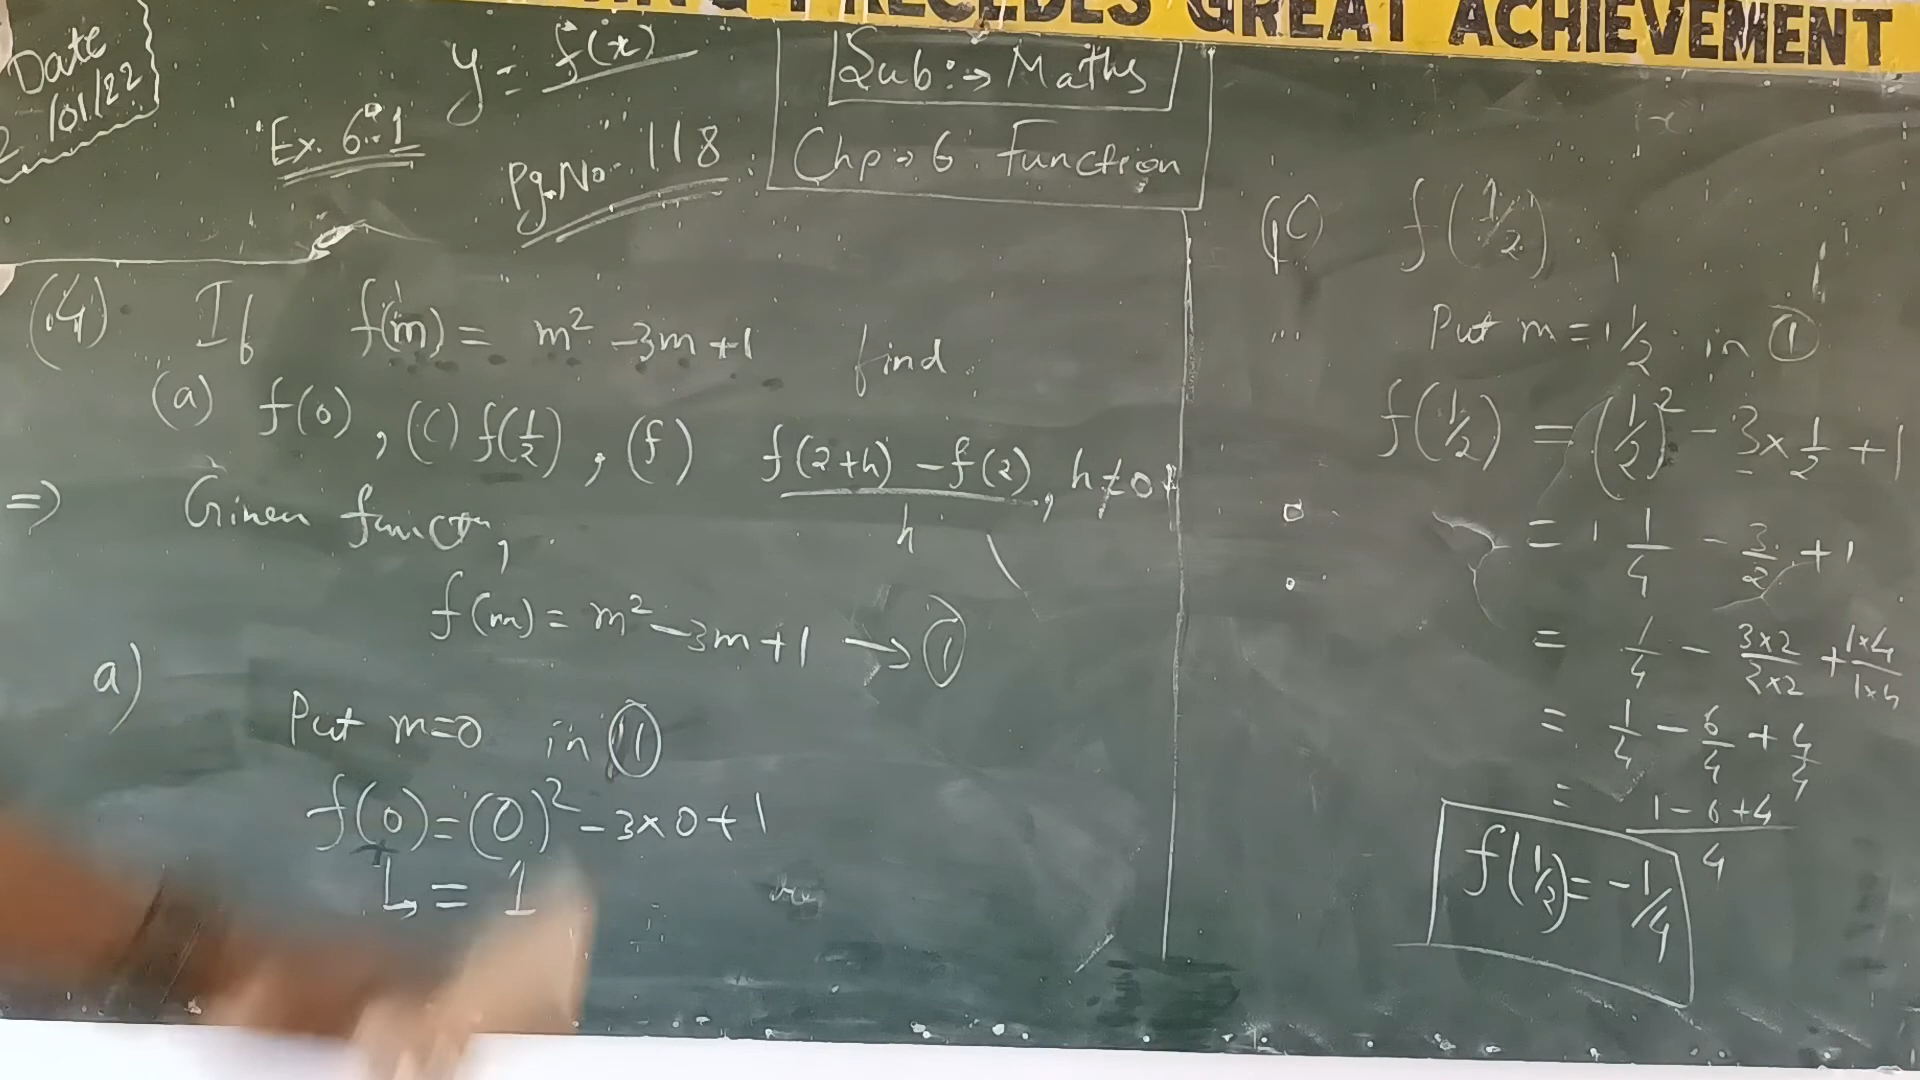 PRECEDES GREAT ACHIEVEMENT
Date
/01/22
y = f(x)
Ex. 6.1
Pg.No. 118
Sub:→ Maths
Chp→6. Function
(4) If f(m) = m² - 3m + 1 find
(a) f(0), (C) f(1/2), (f) f(2+h) - f(2) / h, h≠0
⇒ Given function,
f(m) = m² - 3m + 1 → ①
a)
Put m=0 in ①
f(0) = (0)² - 3×0 + 1
= 1
(C) f(1/2)
Put m = 1/2 in ①
f(1/2) = (1/2)² - 3×1/2 + 1
= 1/4 - 3/2 + 1
= 1/4 - 3×2/2×2 + 1×4/1×4
= 1/4 - 6/4 + 4/4
= 1-6+4/4
f(1/2) = -1/4